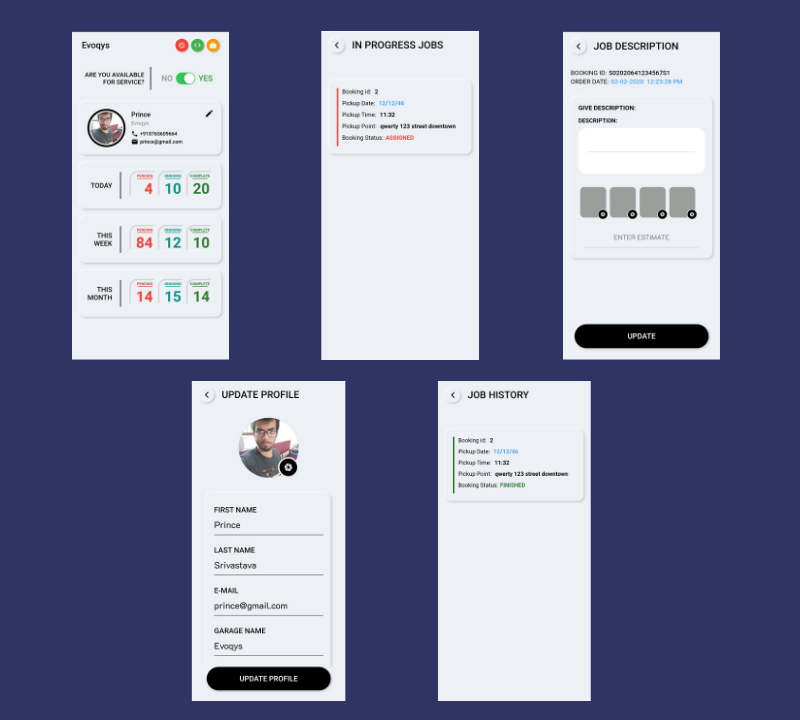 Evoqys
ARE YOU AVAILABLE
FOR SERVICE?
NO YES
Prince
Evoqys
+918765609664
prince@gmail.com
TODAY
PENDING ONGOING COMPLETE
4 10 20
THIS
WEEK
PENDING ONGOING COMPLETE
84 12 10
THIS
MONTH
PENDING ONGOING COMPLETE
14 15 14
IN PROGRESS JOBS
Booking id: 2
Pickup Date: 12/12/46
Pickup Time: 11:32
Pickup Point: qwerty 123 street downtown
Booking Status: ASSIGNED
JOB DESCRIPTION
BOOKING ID: S0202064123456751
ORDER DATE: 02-02-2020 13:23:28 PM
GIVE DESCRIPTION:
DESCRIPTION:
ENTER ESTIMATE
UPDATE
UPDATE PROFILE
FIRST NAME
Prince
LAST NAME
Srivastava
E-MAIL
prince@gmail.com
GARAGE NAME
Evoqys
UPDATE PROFILE
JOB HISTORY
Booking id: 2
Pickup Date: 12/12/46
Pickup Time: 11:32
Pickup Point: qwerty 123 street downtown
Booking Status: FINISHED